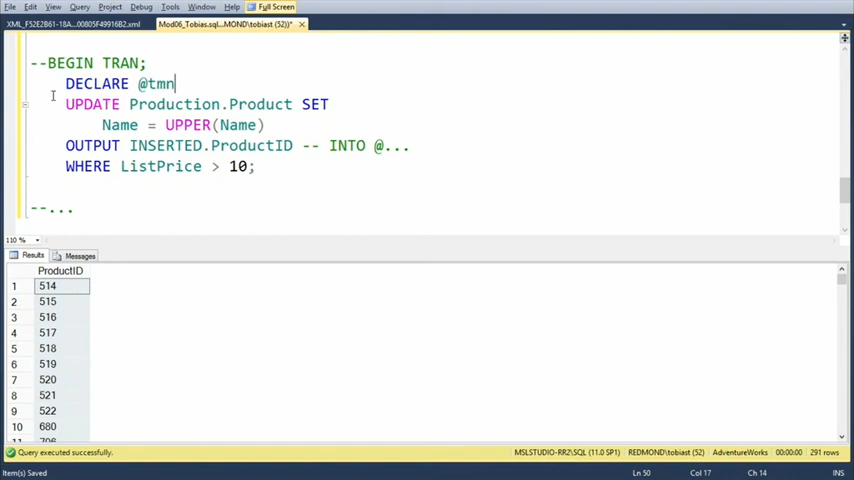 File Edit View Query Project Debug Tools Window Help Full Screen
XML_F52E2B61-18A...00805F49916B2.xml Mod06_Tobias.sql...MOND\tobiast (52))*
--BEGIN TRAN;
DECLARE @tmn
UPDATE Production.Product SET
Name = UPPER(Name)
OUTPUT INSERTED.ProductID -- INTO @...
WHERE ListPrice > 10;
--...
110 %
Results Messages
ProductID
1 514
2 515
3 516
4 517
5 518
6 519
7 520
8 521
9 522
10 680
11 706
Query executed successfully. MSLSTUDIO-RR2\SQL (11.0 SP1) REDMOND\tobiast (52) AdventureWorks 00:00:00 291 rows
Item(s) Saved Ln 50 Col 17 Ch 14 INS